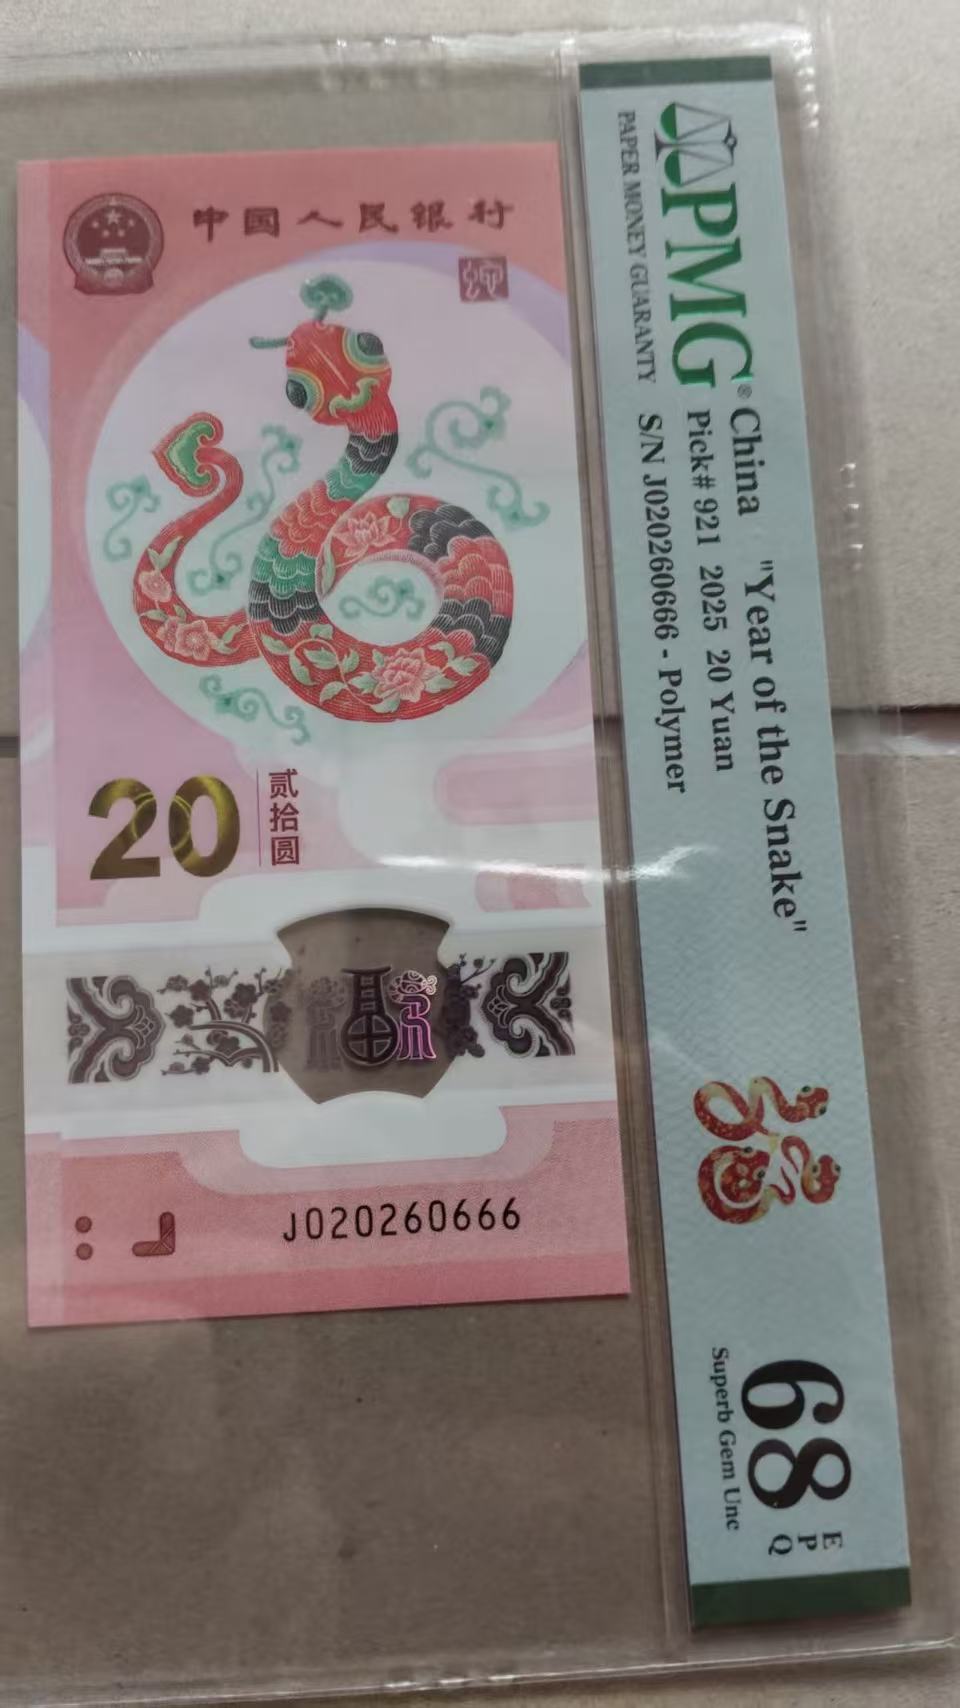 中国人民银行
20
贰拾圆
J020260666
PMG®
PAPER MONEY GUARANTY
China "Year of the Snake"
Pick# 921 2025 20 Yuan
S/N J020260666 - Polymer
68
EPQ
Superb Gem Unc